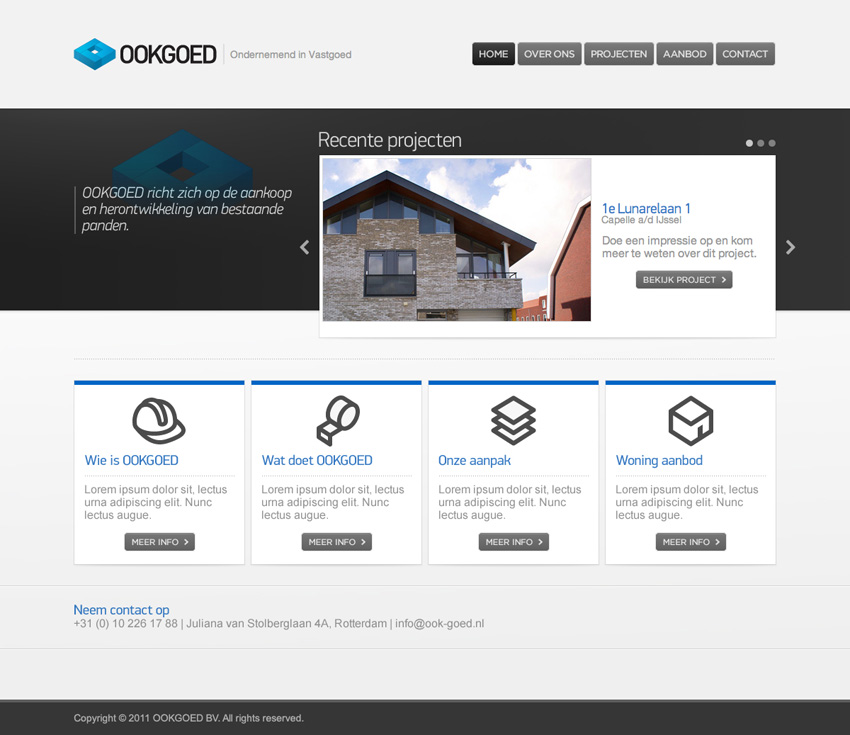 OOKGOED
Ondernemend in Vastgoed
HOME
OVER ONS
PROJECTEN
AANBOD
CONTACT
OOKGOED richt zich op de aankoop
en herontwikkeling van bestaande
panden.
Recente projecten
1e Lunarelaan 1
Capelle a/d IJssel
Doe een impressie op en kom
meer te weten over dit project.
BEKIJK PROJECT
Wie is OOKGOED
Lorem ipsum dolor sit, lectus
urna adipiscing elit. Nunc
lectus augue.
MEER INFO
Wat doet OOKGOED
Lorem ipsum dolor sit, lectus
urna adipiscing elit. Nunc
lectus augue.
MEER INFO
Onze aanpak
Lorem ipsum dolor sit, lectus
urna adipiscing elit. Nunc
lectus augue.
MEER INFO
Woning aanbod
Lorem ipsum dolor sit, lectus
urna adipiscing elit. Nunc
lectus augue.
MEER INFO
Neem contact op
+31 (0) 10 226 17 88 | Juliana van Stolberglaan 4A, Rotterdam | info@ook-goed.nl
Copyright © 2011 OOKGOED BV. All rights reserved.